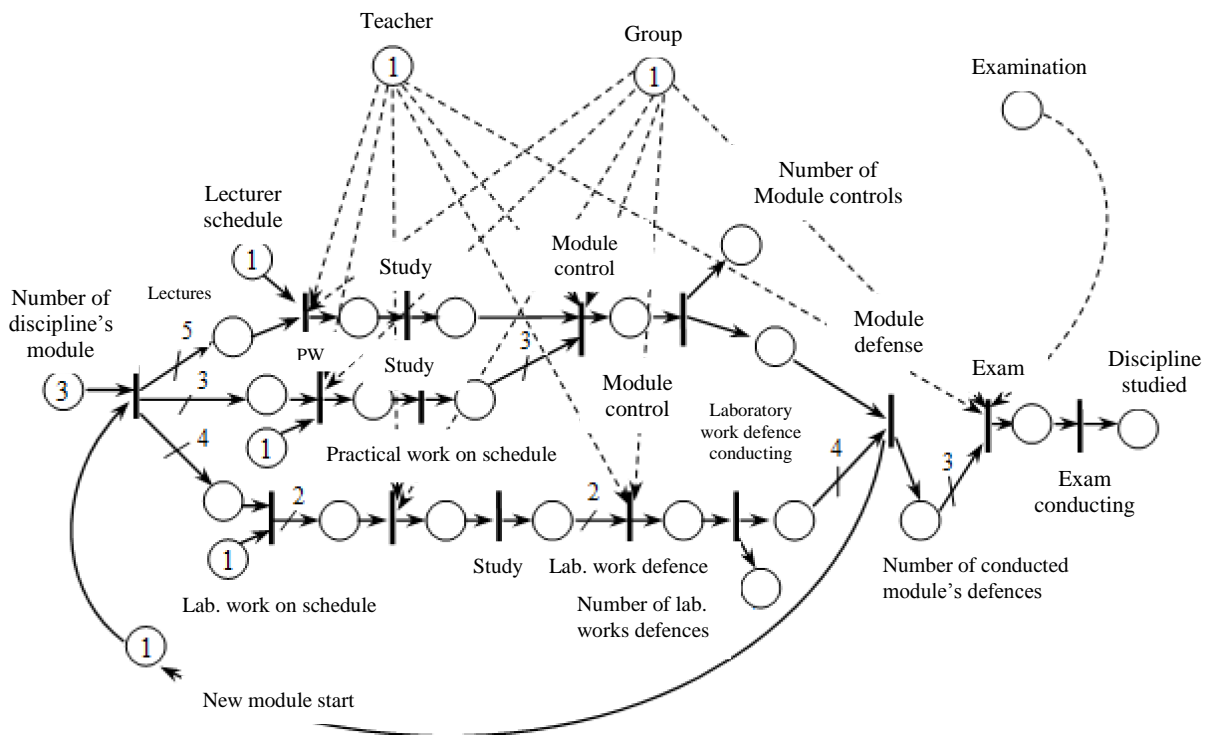 Teacher
Group
1
1
Examination
Number of
Module controls
Lecturer
schedule
1
Study
Module
control
Number of
discipline's
module
Lectures
5
PW
3
Module
defense
Exam
Discipline
studied
3
3
Study
Module
control
1
4
Practical work on schedule
Laboratory
work defence
conducting
4
3
Exam
conducting
2
2
1
Study
Lab. work defence
Lab. work on schedule
Number of lab.
works defences
Number of conducted
module's defences
1
New module start